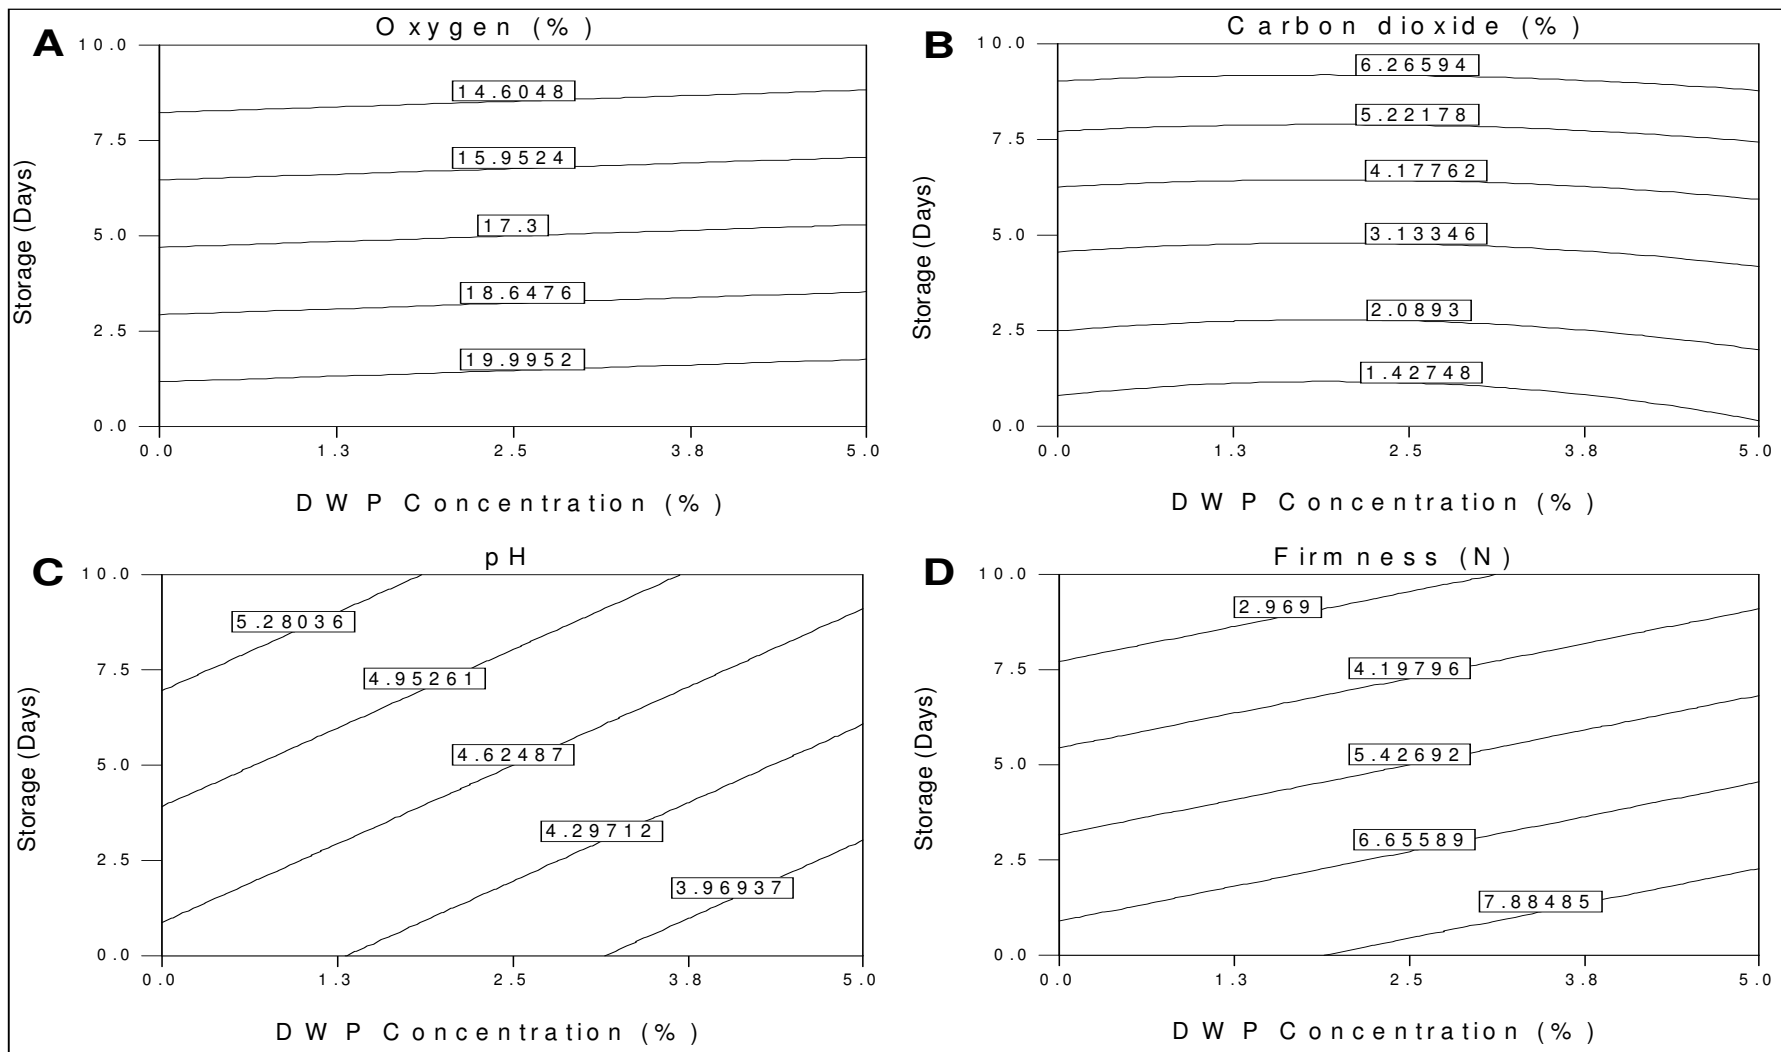 A
Oxygen (%)
10.0
14.6048
7.5
15.9524
5.0
17.3
18.6476
2.5
19.9952
0.0
0.0 1.3 2.5 3.8 5.0
Storage (Days)
DWP Concentration (%)
B
Carbon dioxide (%)
10.0
6.26594
5.22178
7.5
4.17762
5.0
3.13346
2.5
2.0893
1.42748
0.0
0.0 1.3 2.5 3.8 5.0
Storage (Days)
DWP Concentration (%)
C
pH
10.0
5.28036
7.5
4.95261
5.0
4.62487
4.29712
2.5
3.96937
0.0
0.0 1.3 2.5 3.8 5.0
Storage (Days)
DWP Concentration (%)
D
Firmness (N)
10.0
2.969
7.5
4.19796
5.0
5.42692
6.65589
2.5
7.88485
0.0
0.0 1.3 2.5 3.8 5.0
Storage (Days)
DWP Concentration (%)